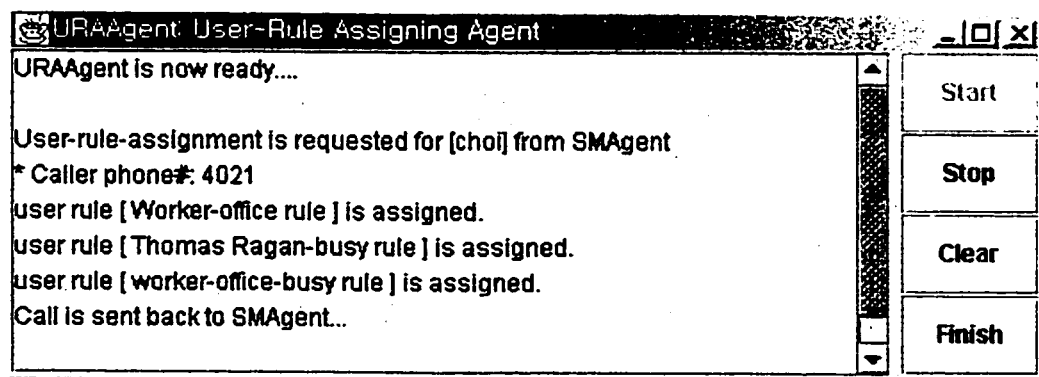 URAAgent: User-Rule Assigning Agent
URAAgent is now ready....
User-rule-assignment is requested for [choi] from SMAgent
* Caller phone#: 4021
user rule [ Worker-office rule ] is assigned.
user rule [ Thomas Ragan-busy rule ] is assigned.
user rule [ worker-office-busy rule ] is assigned.
Call is sent back to SMAgent...
Start
Stop
Clear
Finish